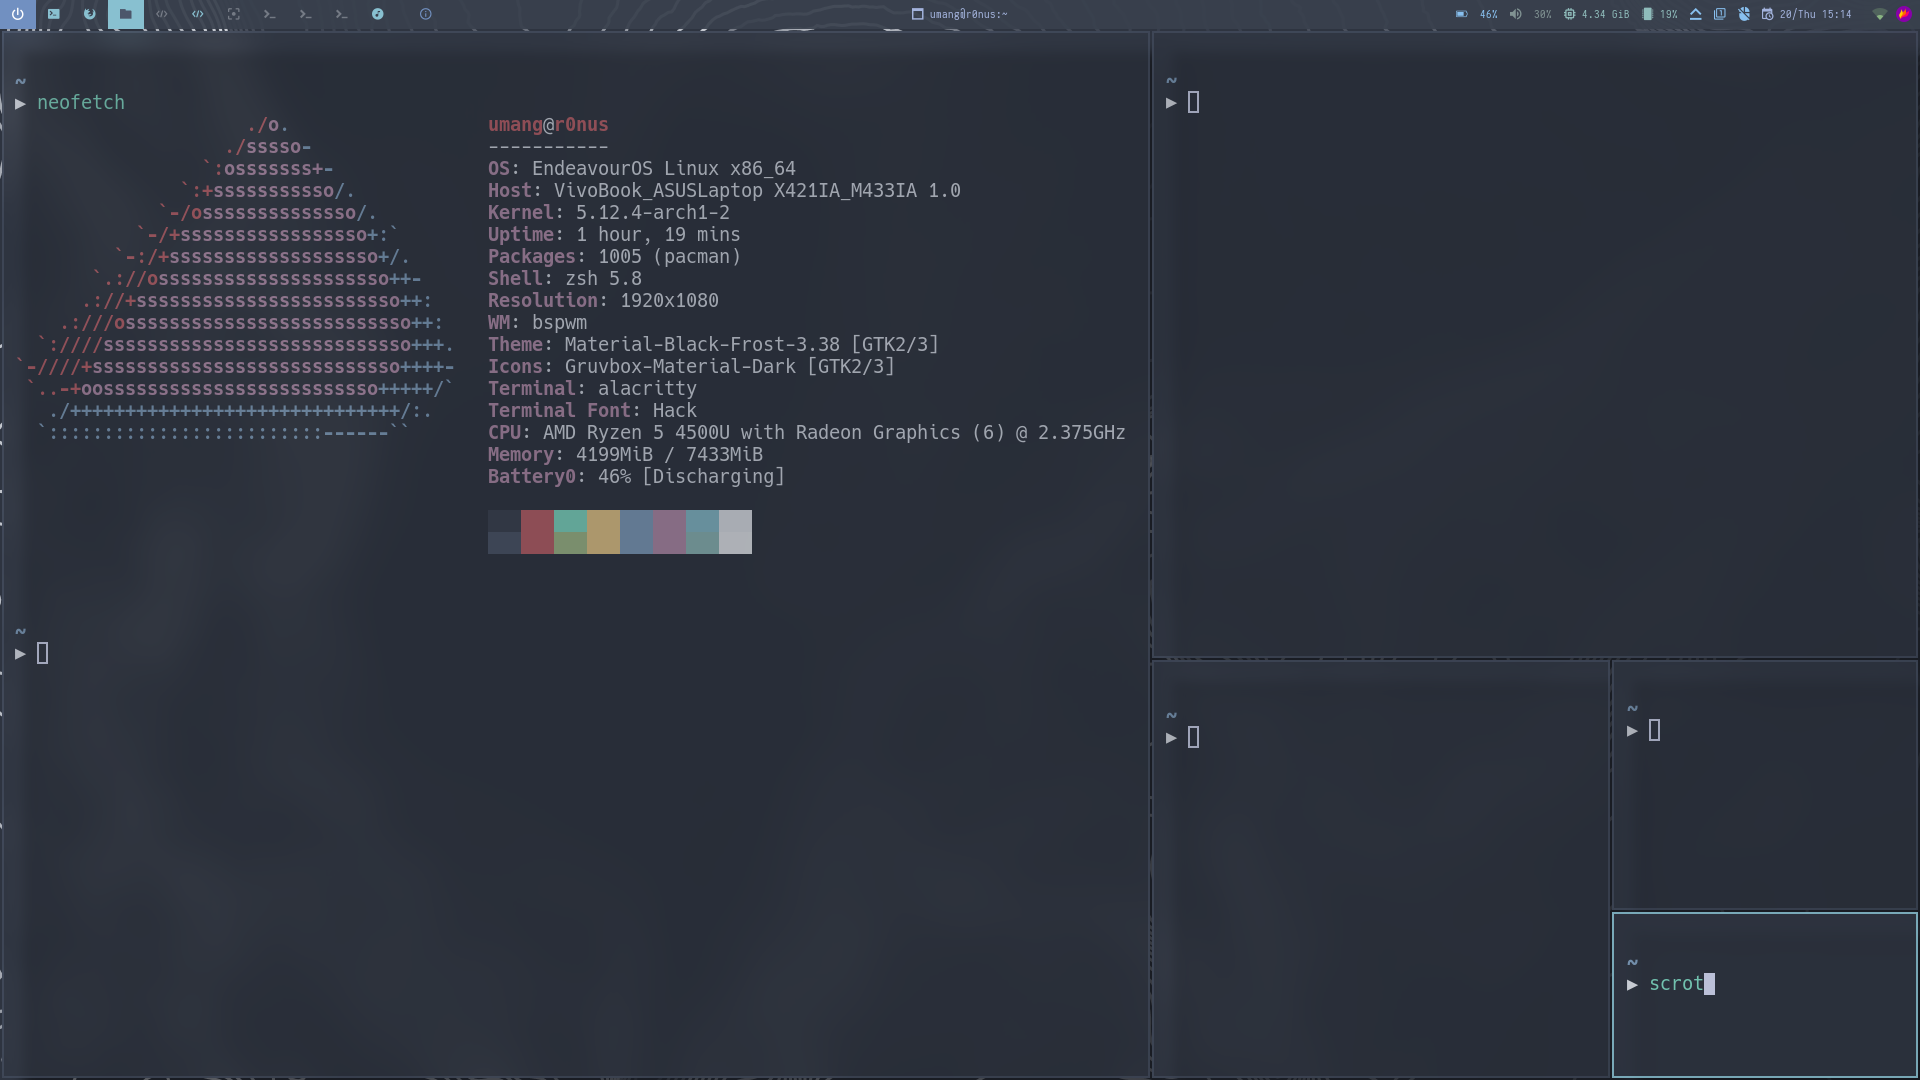 umang@r0nus:~
46% 30% 4.34 GiB 19% 20/Thu 15:14
~
▶ neofetch
./o.
./sssso-
`:osssssss+-
`:+sssssssssso/.
`-/ossssssssssssso/.
`-/+sssssssssssssssso+:`
`-:/+sssssssssssssssssso+/.
`.://osssssssssssssssssssso++-
.://+ssssssssssssssssssssssso++:
.:///ossssssssssssssssssssssssso++:
`:////ssssssssssssssssssssssssssso+++.
`-////+ssssssssssssssssssssssssssso++++-
`..-+oosssssssssssssssssssssssso+++++/`
./++++++++++++++++++++++++++++++/:.
`:::::::::::::::::::::::::------``
umang@r0nus
-----------
OS: EndeavourOS Linux x86_64
Host: VivoBook_ASUSLaptop X421IA_M433IA 1.0
Kernel: 5.12.4-arch1-2
Uptime: 1 hour, 19 mins
Packages: 1005 (pacman)
Shell: zsh 5.8
Resolution: 1920x1080
WM: bspwm
Theme: Material-Black-Frost-3.38 [GTK2/3]
Icons: Gruvbox-Material-Dark [GTK2/3]
Terminal: alacritty
Terminal Font: Hack
CPU: AMD Ryzen 5 4500U with Radeon Graphics (6) @ 2.375GHz
Memory: 4199MiB / 7433MiB
Battery0: 46% [Discharging]
~
▶
~
▶
~
▶
~
▶
~
▶ scrot